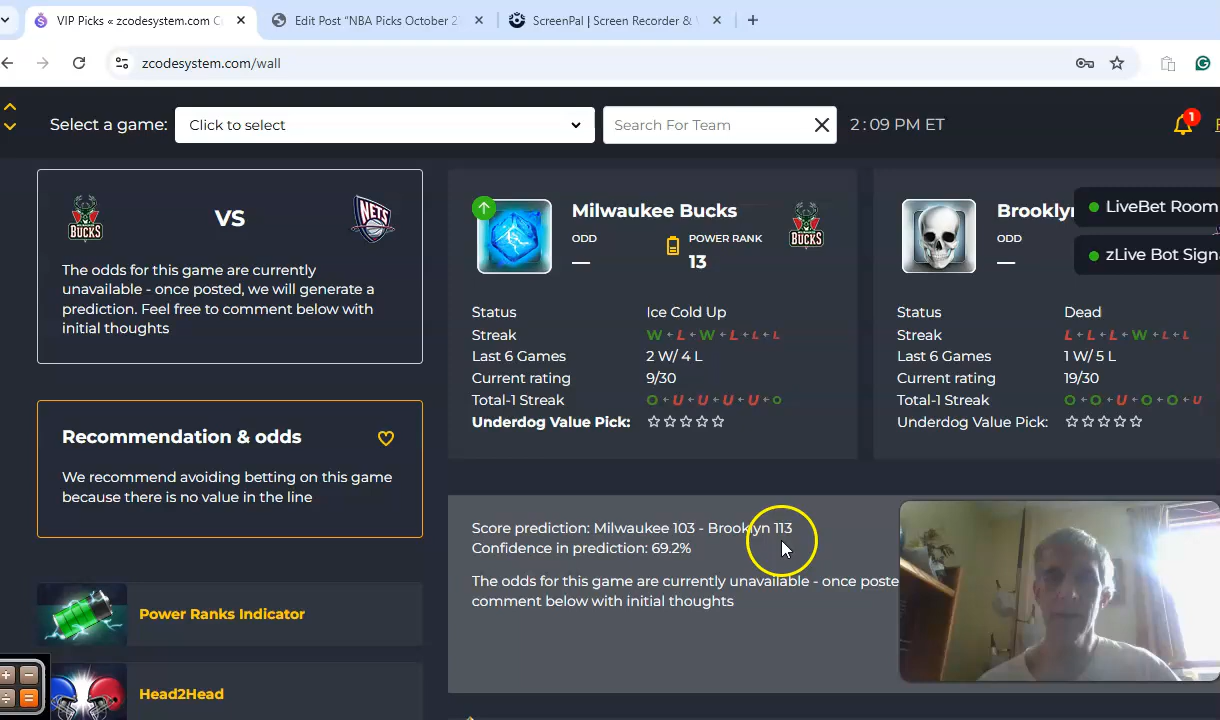 VIP Picks « zcodesystem.com C
Edit Post “NBA Picks October 2
ScreenPal | Screen Recorder &
zcodesystem.com/wall
Select a game:
Click to select
Search For Team
2:09 PM ET
1
BUCKS
VS
NETS
The odds for this game are currently
unavailable - once posted, we will generate a
prediction. Feel free to comment below with
initial thoughts
Recommendation & odds
We recommend avoiding betting on this game
because there is no value in the line
Power Ranks Indicator
Head2Head
Milwaukee Bucks
ODD
POWER RANK
13
BUCKS
Status Ice Cold Up
Streak W L W L L L
Last 6 Games 2 W/ 4 L
Current rating 9/30
Total-1 Streak O U U U U O
Underdog Value Pick:
Brooklyn
ODD
LiveBet Room
zLive Bot Signa
Status Dead
Streak L L L W L L
Last 6 Games 1 W/ 5 L
Current rating 19/30
Total-1 Streak O O U O O U
Underdog Value Pick:
Score prediction: Milwaukee 103 - Brooklyn 113
Confidence in prediction: 69.2%
The odds for this game are currently unavailable - once poste
comment below with initial thoughts